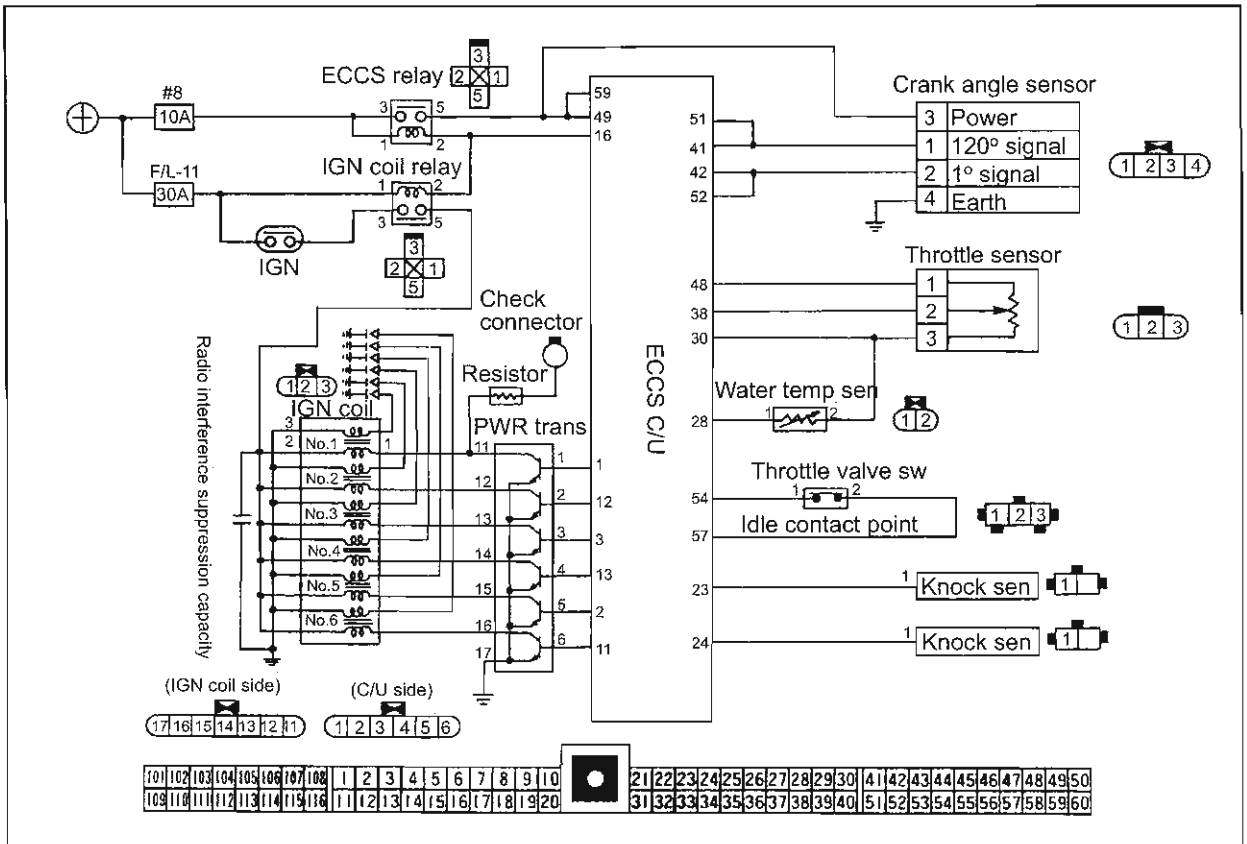 ECCS relay
3
2 1
5
#8
10A
3 5
1 2
F/L-11
30A
IGN coil relay
1 2
3 5
IGN
3
2 1
5
59
49
16
ECCS C/U
51
41
42
52
Crank angle sensor
3 Power
1 120° signal
2 1° signal
4 Earth
1 2 3 4
Throttle sensor
48 1
38 2
30 3
1 2 3
Check
connector
Resistor
Radio interference suppression capacity
1 2 3
IGN coil
3
2 No.1 1
No.2
No.3
No.4
No.5
No.6
PWR trans
11 1 1
12 2 12
13 3 3
14 4 13
15 5 2
16 6 11
17
Water temp sen
28 1 2
1 2
Throttle valve sw
54 1 2
Idle contact point
57
1 2 3
23 1 Knock sen 1
24 1 Knock sen 1
(IGN coil side)
17 16 15 14 13 12 11
(C/U side)
1 2 3 4 5 6
101 102 103 104 105 106 107 108 1 2 3 4 5 6 7 8 9 10 21 22 23 24 25 26 27 28 29 30 41 42 43 44 45 46 47 48 49 50
109 110 111 112 113 114 115 116 11 12 13 14 15 16 17 18 19 20 31 32 33 34 35 36 37 38 39 40 51 52 53 54 55 56 57 58 59 60